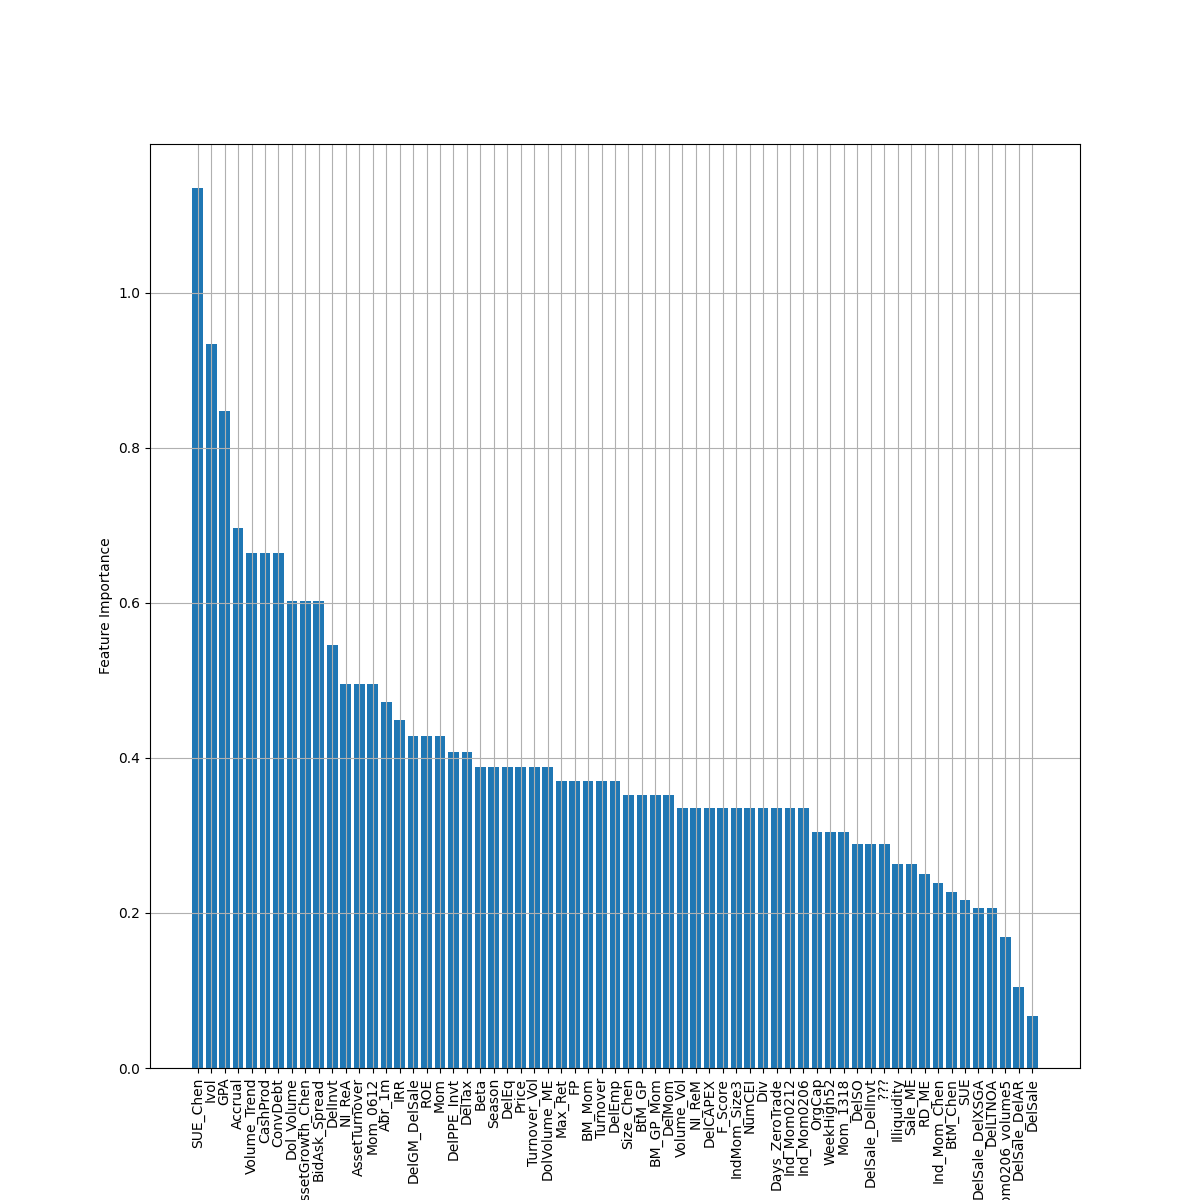 Feature Importance
1.0
0.8
0.6
0.4
0.2
0.0
SUE_Chen
Ivol
GPA
Accrual
Volume_Trend
CashProd
ConvDebt
Dol_Volume
ssetGrowth_Chen
BidAsk_Spread
DelInvt
NI_ReA
AssetTurnover
Mom_0612
Abr_1m
IRR
DelGM_DelSale
ROE
Mom
DelPPE_Invt
DelTax
Beta
Season
DelEq
Price
Turnover_Vol
DolVolume_ME
Max_Ret
FP
BM_Mom
Turnover
DelEmp
Size_Chen
BtM_GP
BM_GP_Mom
DelMom
Volume_Vol
NI_ReM
DelCAPEX
F_Score
IndMom_Size3
NumCEI
Div
Days_ZeroTrade
Ind_Mom0212
Ind_Mom0206
OrgCap
WeekHigh52
Mom_1318
DelSO
DelSale_DelInvt
???
Illiquidity
Sale_ME
RD_ME
Ind_Mom_Chen
BtM_Chen
SUE
DelSale_DelXSGA
DelLTNOA
om0206_volume5
DelSale_DelAR
DelSale